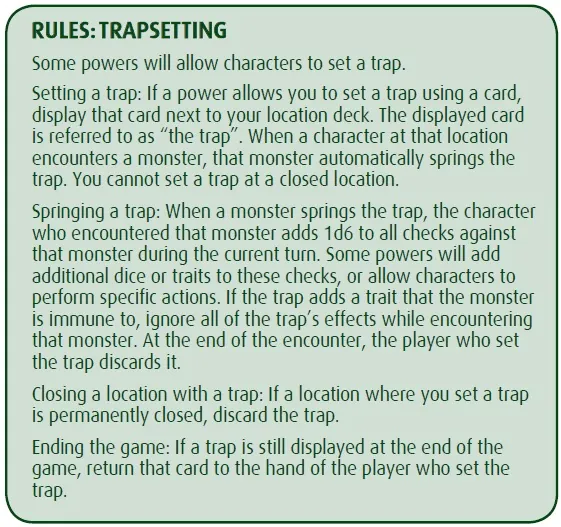 RULES: TRAPSETTING
Some powers will allow characters to set a trap.
Setting a trap: If a power allows you to set a trap using a card,
display that card next to your location deck. The displayed card
is referred to as “the trap”. When a character at that location
encounters a monster, that monster automatically springs the
trap. You cannot set a trap at a closed location.
Springing a trap: When a monster springs the trap, the character
who encountered that monster adds 1d6 to all checks against
that monster during the current turn. Some powers will add
additional dice or traits to these checks, or allow characters to
perform specific actions. If the trap adds a trait that the monster
is immune to, ignore all of the trap’s effects while encountering
that monster. At the end of the encounter, the player who set
the trap discards it.
Closing a location with a trap: If a location where you set a trap
is permanently closed, discard the trap.
Ending the game: If a trap is still displayed at the end of the
game, return that card to the hand of the player who set the
trap.